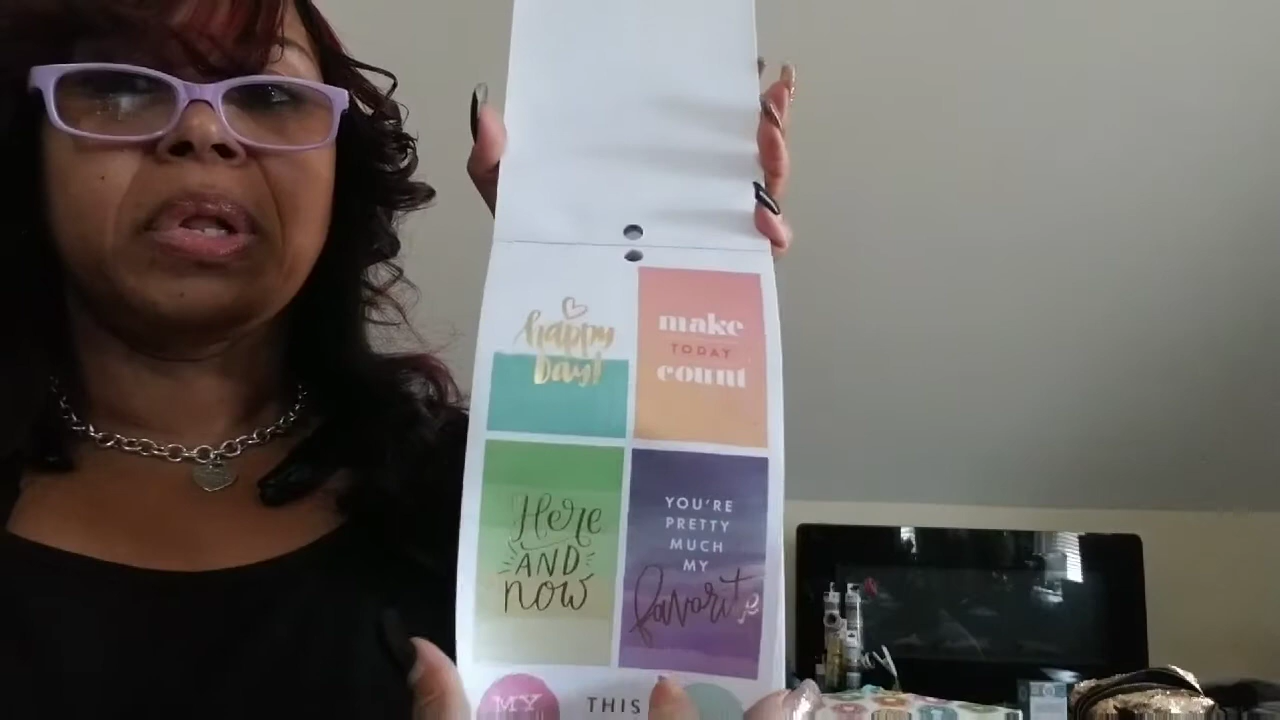 happy
Day!
make
TODAY
count
Here
AND
now
YOU'RE
PRETTY
MUCH
MY
favorite
MY
THIS